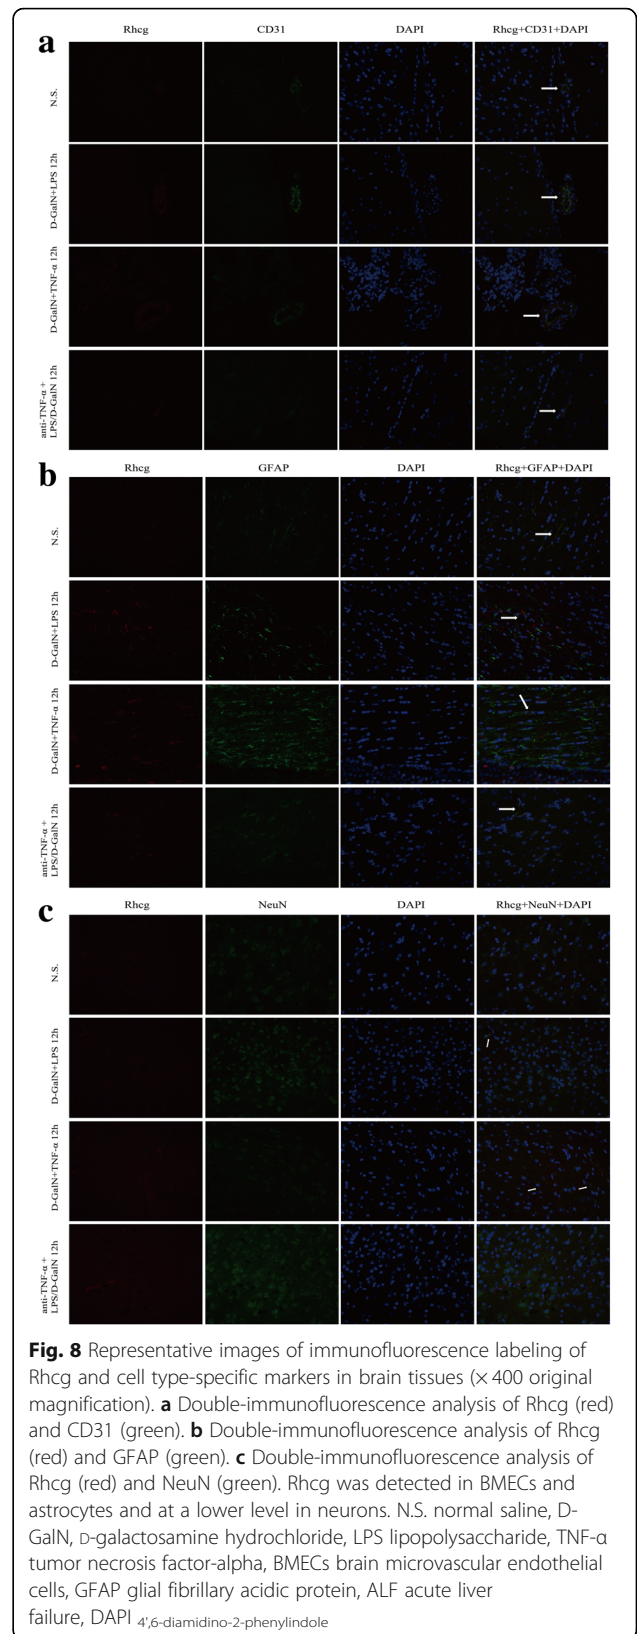 a
Rhcg CD31 DAPI Rhcg+CD31+DAPI
N.S.
D-GalN+LPS 12h
D-GalN+TNF-α 12h
anti-TNF-α +
LPS/D-GalN 12h
b
Rhcg GFAP DAPI Rhcg+GFAP+DAPI
N.S.
D-GalN+LPS 12h
D-GalN+TNF-α 12h
anti-TNF-α +
LPS/D-GalN 12h
c
Rhcg NeuN DAPI Rhcg+NeuN+DAPI
N.S.
D-GalN+LPS 12h
D-GalN+TNF-α 12h
anti-TNF-α +
LPS/D-GalN 12h
Fig. 8 Representative images of immunofluorescence labeling of
Rhcg and cell type-specific markers in brain tissues (× 400 original
magnification). a Double-immunofluorescence analysis of Rhcg (red)
and CD31 (green). b Double-immunofluorescence analysis of Rhcg
(red) and GFAP (green). c Double-immunofluorescence analysis of
Rhcg (red) and NeuN (green). Rhcg was detected in BMECs and
astrocytes and at a lower level in neurons. N.S. normal saline, D-
GalN, D-galactosamine hydrochloride, LPS lipopolysaccharide, TNF-α
tumor necrosis factor-alpha, BMECs brain microvascular endothelial
cells, GFAP glial fibrillary acidic protein, ALF acute liver
failure, DAPI 4',6-diamidino-2-phenylindole